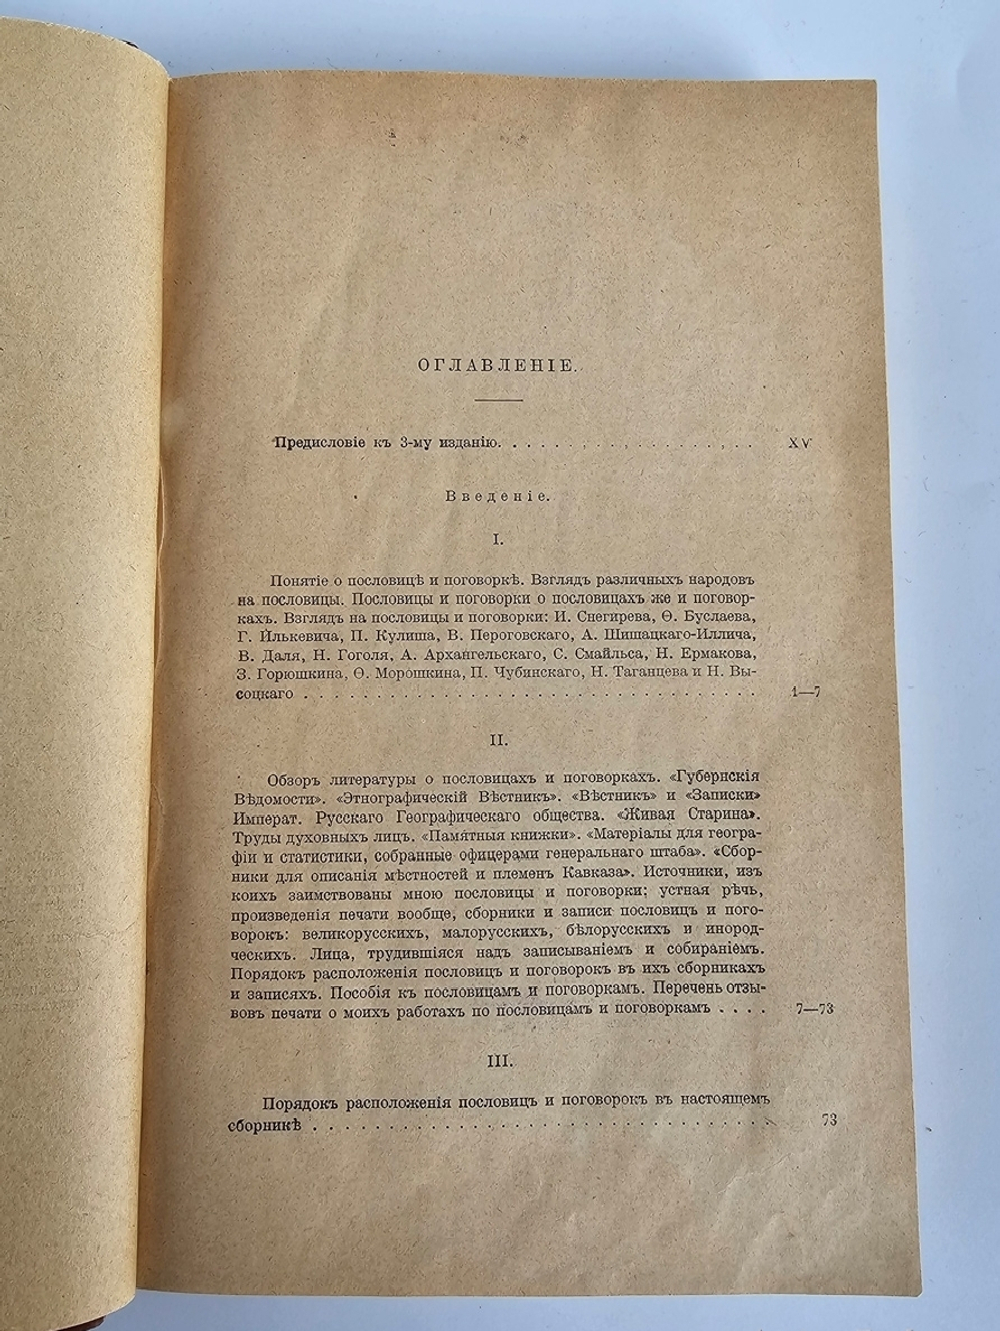 ОГЛАВЛЕНІЕ.
Предисловіе къ 3-му изданію. . . . . . . . . . . . . . . . . . XV
Введеніе.
I.
Понятіе о пословицѣ и поговоркѣ. Взглядъ различныхъ народовъ
на пословицы. Пословицы и поговорки о пословицахъ же и поговор-
кахъ. Взглядъ на пословицы и поговорки: И. Снегирева, Ѳ. Буслаева,
Г. Илькевича, П. Кулиша, В. Пероговскаго, А. Шишацкаго-Иллича,
В. Даля, Н. Гоголя, А. Архангельскаго, С. Смайльса, Н. Ермакова,
З. Горюшкина, Ѳ. Морошкина, П. Чубинскаго, Н. Таганцева и Н. Вы-
соцкаго . . . . . . . . . . . . . . . . . . . . . . . . . . . . . . . . 1—7
II.
Обзоръ литературы о пословицахъ и поговоркахъ. «Губернскія
Вѣдомости». «Этнографическій Вѣстникъ». «Вѣстникъ» и «Записки»
Императ. Русскаго Географическаго общества. «Живая Старина».
Труды духовныхъ лицъ. «Памятныя книжки». «Матеріалы для геогра-
фіи и статистики, собранные офицерами генеральнаго штаба». «Сбор-
ники для описанія мѣстностей и племенъ Кавказа». Источники, изъ
коихъ заимствованы мною пословицы и поговорки; устная рѣчь,
произведенія печати вообще, сборники и записи пословицъ и пого-
ворокъ: великорусскихъ, малорусскихъ, бѣлорусскихъ и инород-
ческихъ. Лица, трудившіяся надъ записываніемъ и собираніемъ.
Порядокъ расположенія пословицъ и поговорокъ въ ихъ сборникахъ
и записяхъ. Пособія къ пословицамъ и поговоркамъ. Перечень отзы-
вовъ печати о моихъ работахъ по пословицамъ и поговоркамъ . . . . 7—73
III.
Порядокъ расположенія пословицъ и поговорокъ въ настоящемъ
сборникѣ . . . . . . . . . . . . . . . . . . . . . . . . . . . . . . . 73